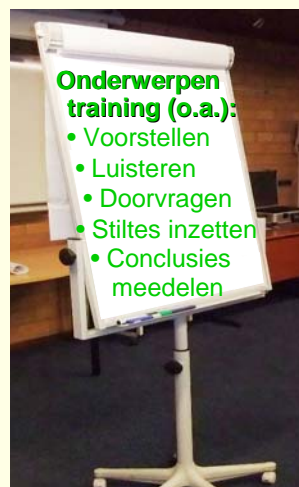 Onderwerpen
training (o.a.):
• Voorstellen
• Luisteren
• Doorvragen
• Stiltes inzetten
• Conclusies
meedelen